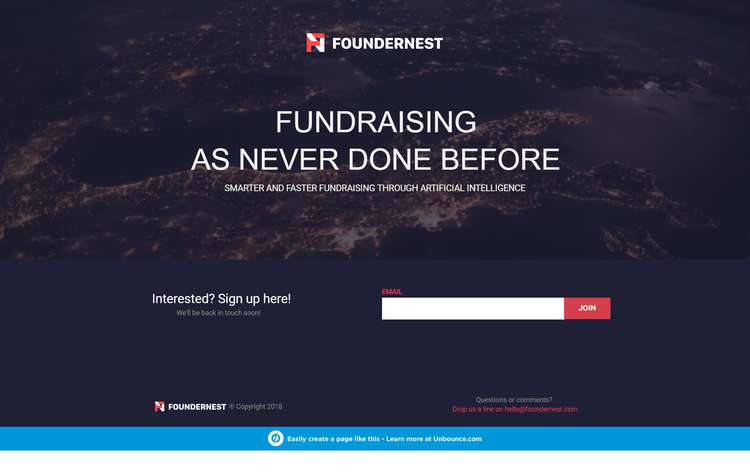 FOUNDERNEST
FUNDRAISING
AS NEVER DONE BEFORE
SMARTER AND FASTER FUNDRAISING THROUGH ARTIFICIAL INTELLIGENCE
Interested? Sign up here!
We'll be back in touch soon!
EMAIL
JOIN
FOUNDERNEST © Copyright 2018
Questions or comments?
Drop us a line on hello@foundernest.com
Easily create a page like this - Learn more at Unbounce.com